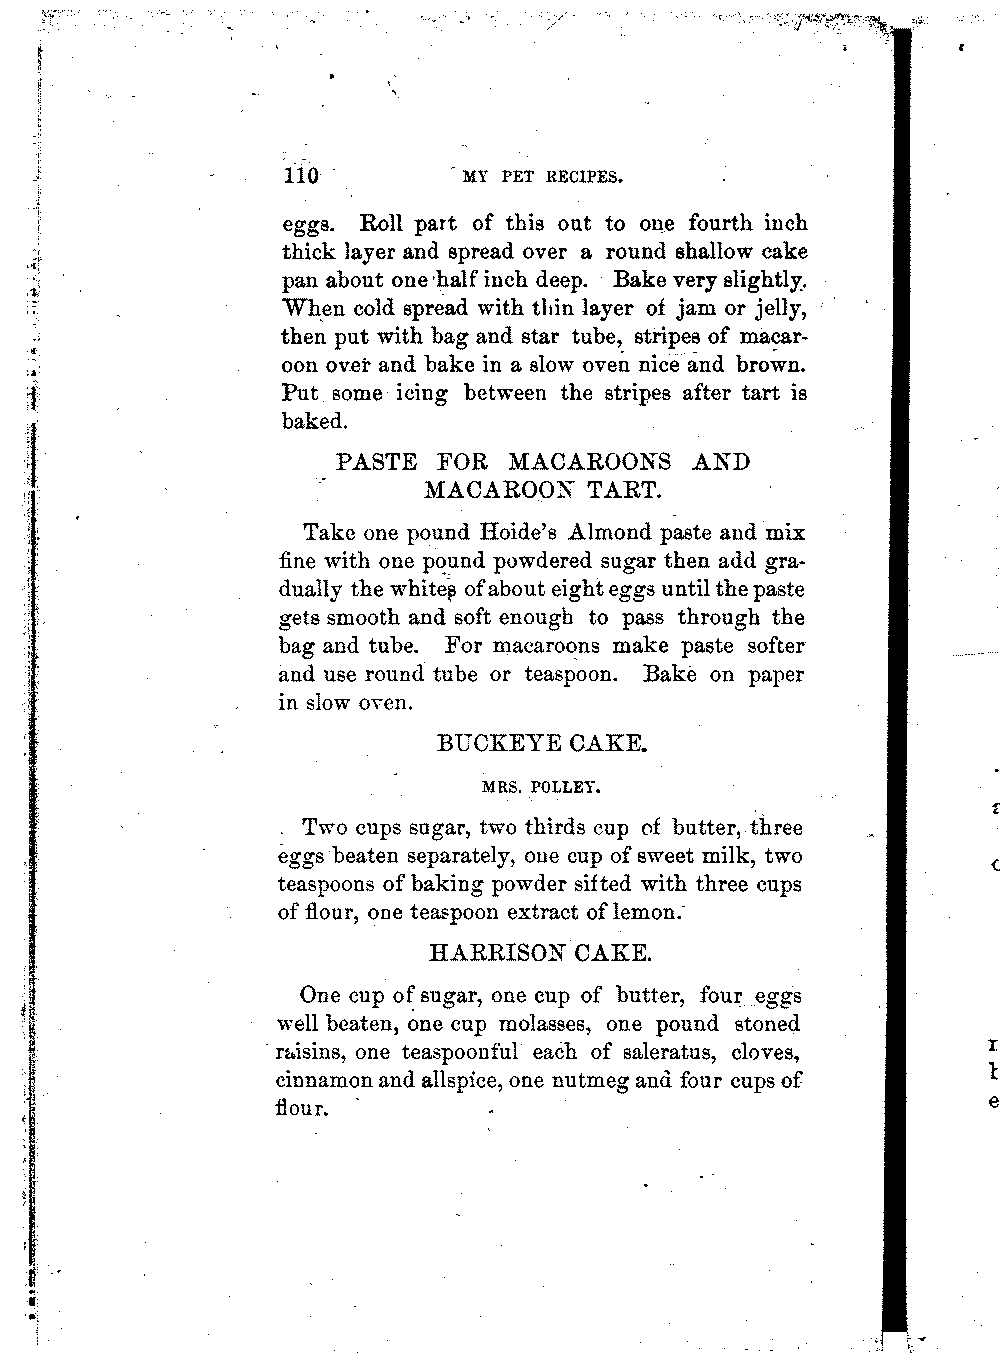 110 MY PET RECIPES.
eggs. Roll part of this out to one fourth inch
thick layer and spread over a round shallow cake
pan about one half inch deep. Bake very slightly.
When cold spread with thin layer of jam or jelly,
then put with bag and star tube, stripes of macar-
oon over and bake in a slow oven nice and brown.
Put some icing between the stripes after tart is
baked.
PASTE FOR MACAROONS AND
MACAROON TART.
Take one pound Hoide's Almond paste and mix
fine with one pound powdered sugar then add gra-
dually the whites of about eight eggs until the paste
gets smooth and soft enough to pass through the
bag and tube. For macaroons make paste softer
and use round tube or teaspoon. Bake on paper
in slow oven.
BUCKEYE CAKE.
MRS. POLLEY.
Two cups sugar, two thirds cup of butter, three
eggs beaten separately, one cup of sweet milk, two
teaspoons of baking powder sifted with three cups
of flour, one teaspoon extract of lemon.
HARRISON CAKE.
One cup of sugar, one cup of butter, four eggs
well beaten, one cup molasses, one pound stoned
raisins, one teaspoonful each of saleratus, cloves,
cinnamon and allspice, one nutmeg and four cups of
flour.